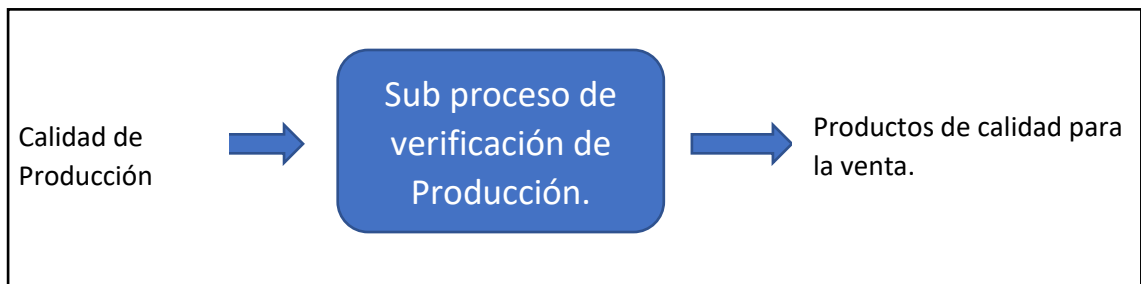 Calidad de
Producción
Sub proceso de
verificación de
Producción.
Productos de calidad para
la venta.